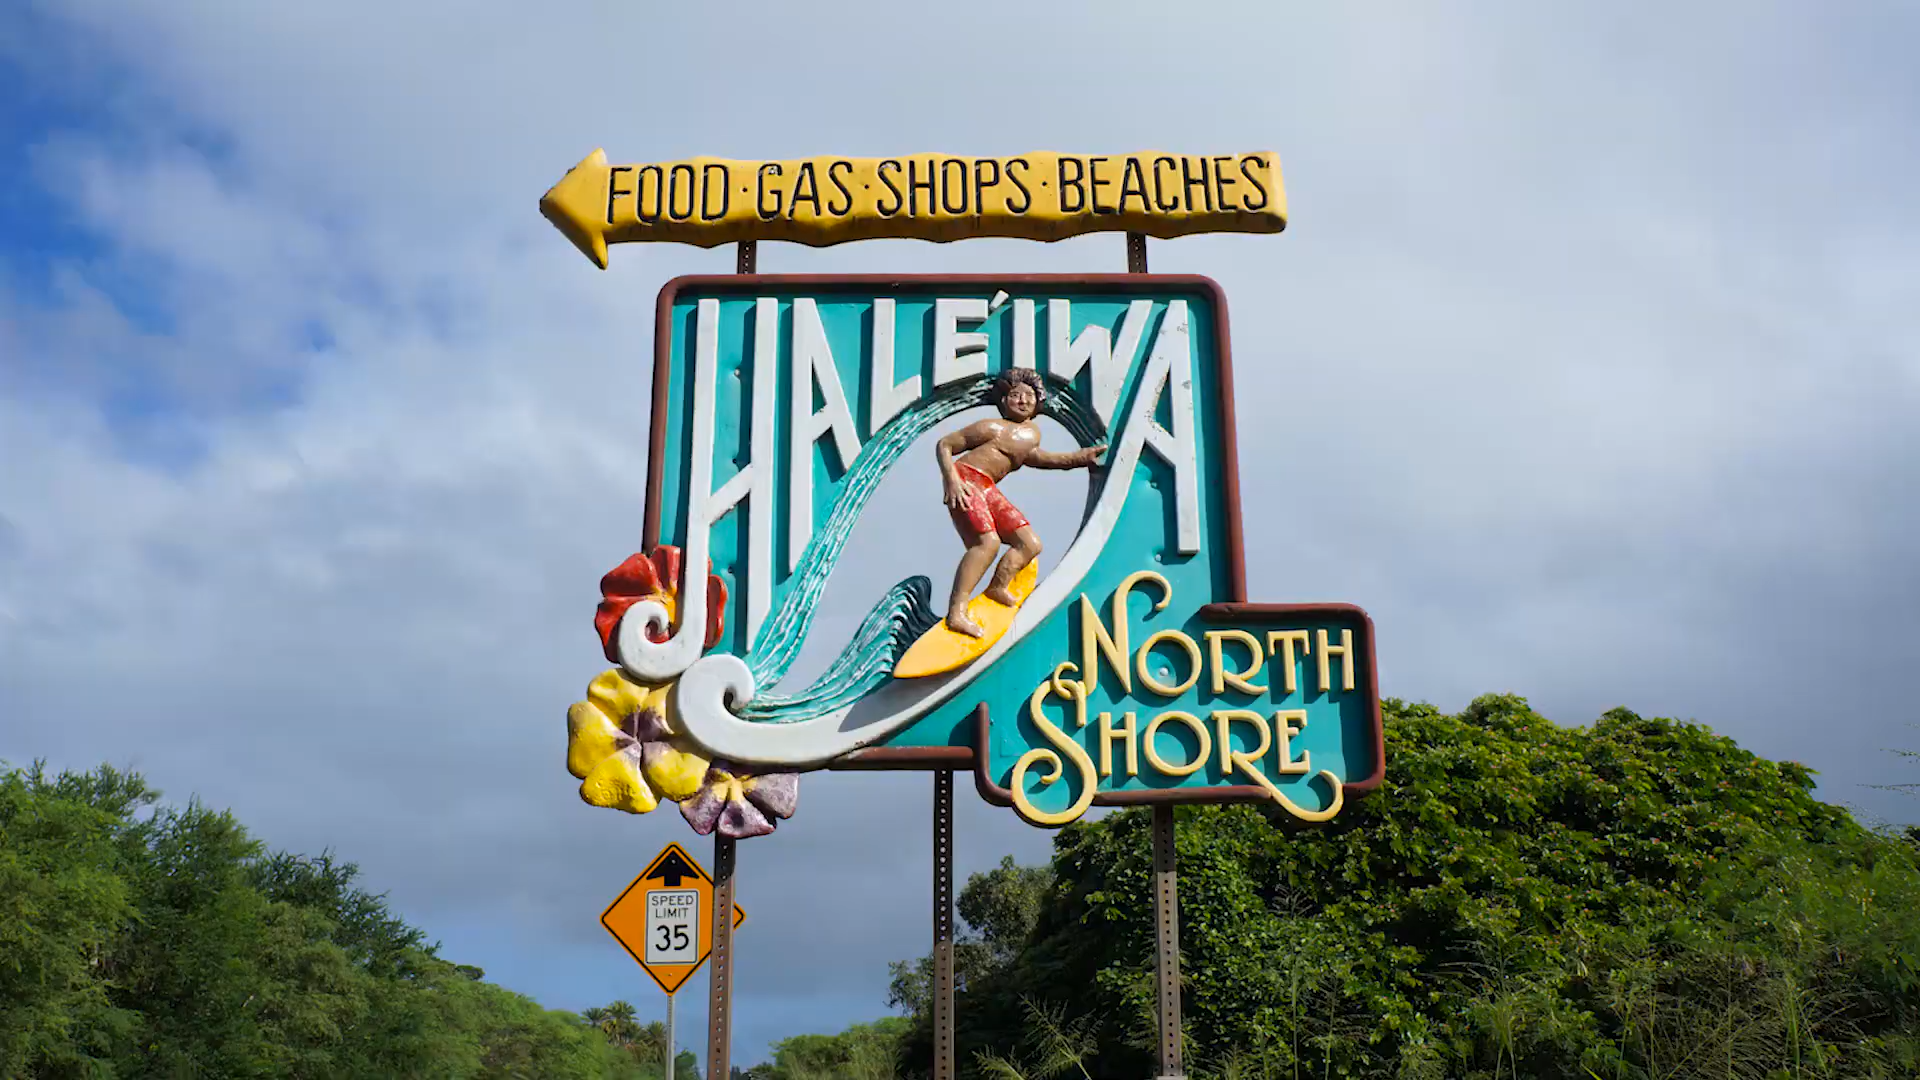 FOOD·GAS·SHOPS·BEACHES
HALE'IWA
NORTH
SHORE
SPEED
LIMIT
35